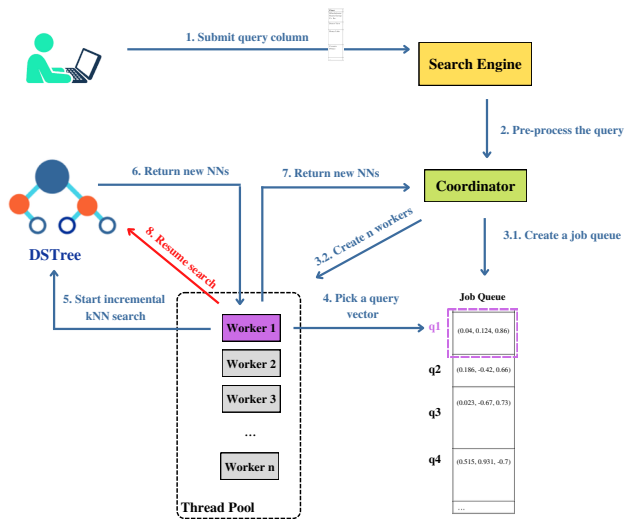 1. Submit query column
Search Engine
2. Pre-process the query
6. Return new NNs
7. Return new NNs
Coordinator
DSTree
8. Resume search
3.2. Create n workers
3.1. Create a job queue
5. Start incremental
kNN search
4. Pick a query
vector
Job Queue
Worker 1
q1
(0.04, 0.124, 0.86)
Worker 2
q2
(0.186, -0.42, 0.66)
Worker 3
q3
(0.023, -0.67, 0.73)
...
q4
(0.515, 0.931, -0.7)
Worker n
Thread Pool
...